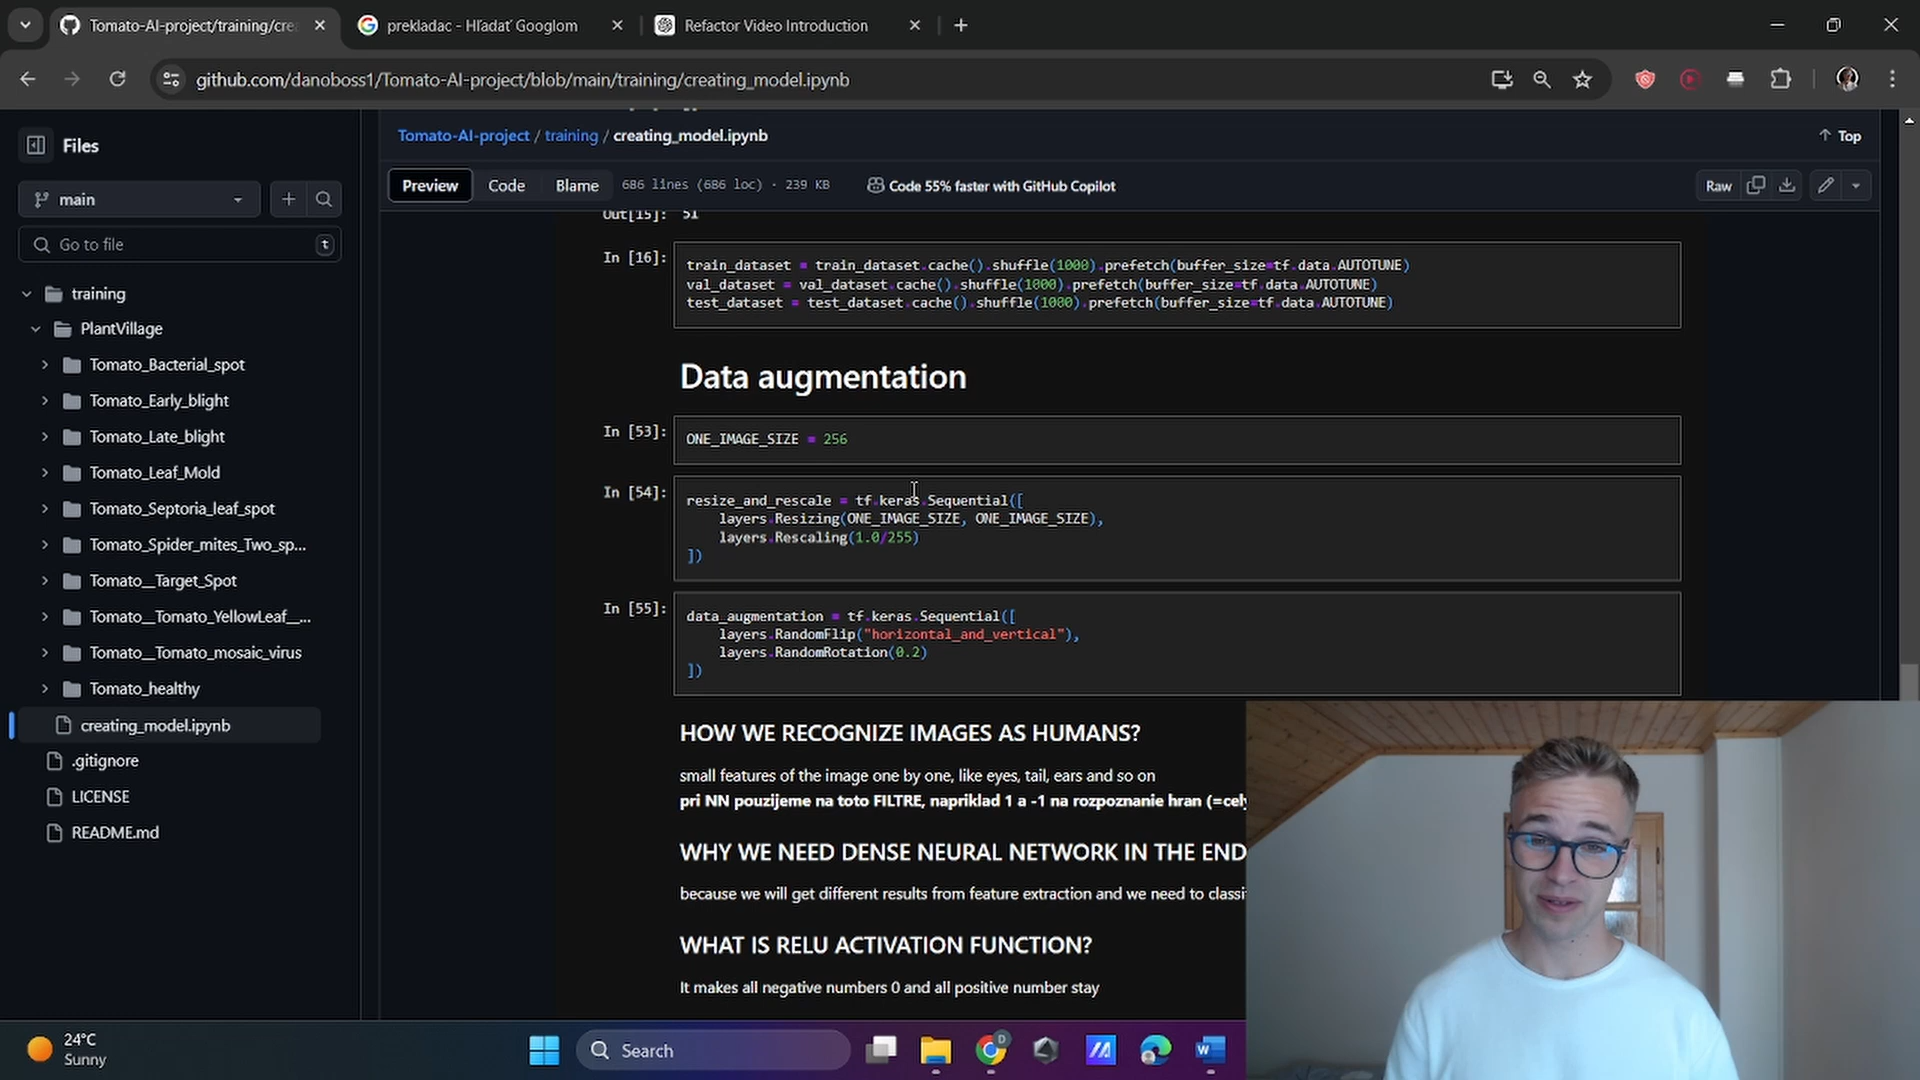 Tomato-AI-project/training/crea
prekladac - Hľadať Googlom
Refactor Video Introduction
github.com/danoboss1/Tomato-AI-project/blob/main/training/creating_model.ipynb
Files
Tomato-AI-project / training / creating_model.ipynb
Top
main
Preview
Code
Blame
686 lines (686 loc) · 239 KB
Code 55% faster with GitHub Copilot
Raw
Go to file
t
training
PlantVillage
Tomato_Bacterial_spot
Tomato_Early_blight
Tomato_Late_blight
Tomato_Leaf_Mold
Tomato_Septoria_leaf_spot
Tomato_Spider_mites_Two_sp...
Tomato__Target_Spot
Tomato__Tomato_YellowLeaf__...
Tomato__Tomato_mosaic_virus
Tomato_healthy
creating_model.ipynb
.gitignore
LICENSE
README.md
Out[15]: 51
In [16]:
train_dataset = train_dataset.cache().shuffle(1000).prefetch(buffer_size=tf.data.AUTOTUNE)
val_dataset = val_dataset.cache().shuffle(1000).prefetch(buffer_size=tf.data.AUTOTUNE)
test_dataset = test_dataset.cache().shuffle(1000).prefetch(buffer_size=tf.data.AUTOTUNE)
Data augmentation
In [53]:
ONE_IMAGE_SIZE = 256
In [54]:
resize_and_rescale = tf.keras.Sequential([
layers.Resizing(ONE_IMAGE_SIZE, ONE_IMAGE_SIZE),
layers.Rescaling(1.0/255)
])
In [55]:
data_augmentation = tf.keras.Sequential([
layers.RandomFlip("horizontal_and_vertical"),
layers.RandomRotation(0.2)
])
HOW WE RECOGNIZE IMAGES AS HUMANS?
small features of the image one by one, like eyes, tail, ears and so on
pri NN pouzijeme na toto FILTRE, napriklad 1 a -1 na rozpoznanie hran (=cely
WHY WE NEED DENSE NEURAL NETWORK IN THE END
because we will get different results from feature extraction and we need to classi
WHAT IS RELU ACTIVATION FUNCTION?
It makes all negative numbers 0 and all positive number stay
24°C
Sunny
Search